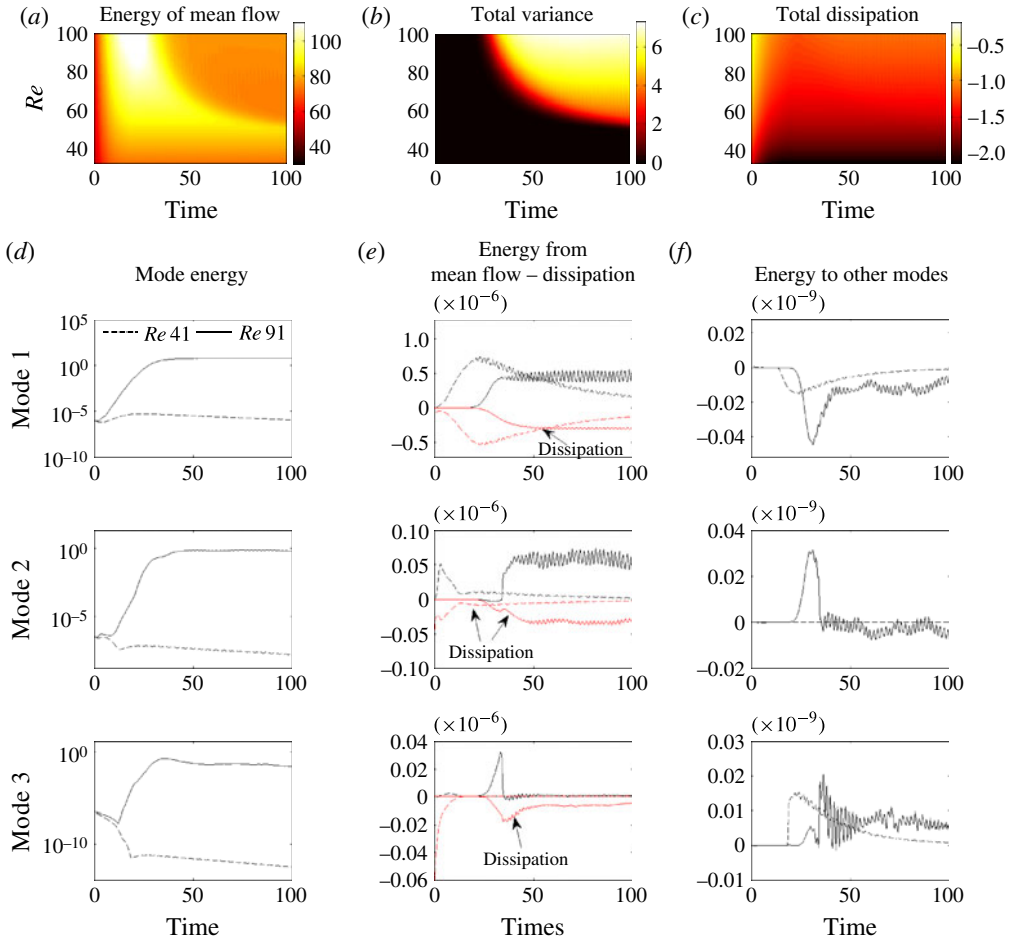 (a) Energy of mean flow
(b) Total variance
(c) Total dissipation
Re
100
80
60
40
0 50 100
Time
100
80
60
40
100
80
60
40
0 50 100
Time
6
4
2
0
100
80
60
40
0 50 100
Time
–0.5
–1.0
–1.5
–2.0
(d) Mode energy
(e) Energy from
mean flow – dissipation
(f) Energy to other modes
Mode 1
10^5
10^0
10^–5
10^–10
Re 41 Re 91
0 50 100
(×10^–6)
1.0
0.5
0
–0.5
Dissipation
0 50 100
(×10^–9)
0.02
0
–0.02
–0.04
0 50 100
Mode 2
10^0
10^–5
0 50 100
(×10^–6)
0.10
0.05
0
–0.05
–0.10
Dissipation
0 50 100
(×10^–9)
0.04
0.02
0
–0.02
0 50 100
Mode 3
10^0
10^–10
0 50 100
Time
(×10^–6)
0.04
0.02
0
–0.02
–0.04
–0.06
Dissipation
0 50 100
Times
(×10^–9)
0.03
0.02
0.01
0
–0.01
0 50 100
Time